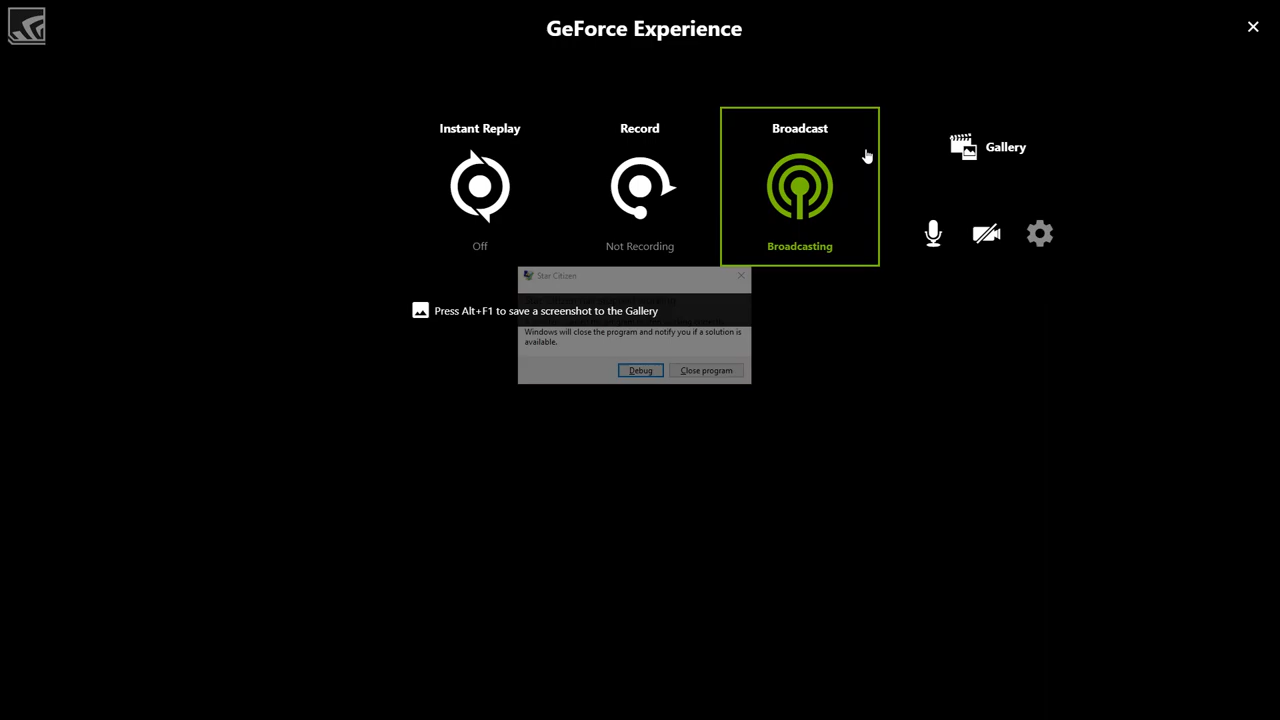 GeForce Experience
Instant Replay
Record
Broadcast
Gallery
Off
Not Recording
Broadcasting
Star Citizen
Press Alt+F1 to save a screenshot to the Gallery
Windows will close the program and notify you if a solution is
available.
Debug
Close program